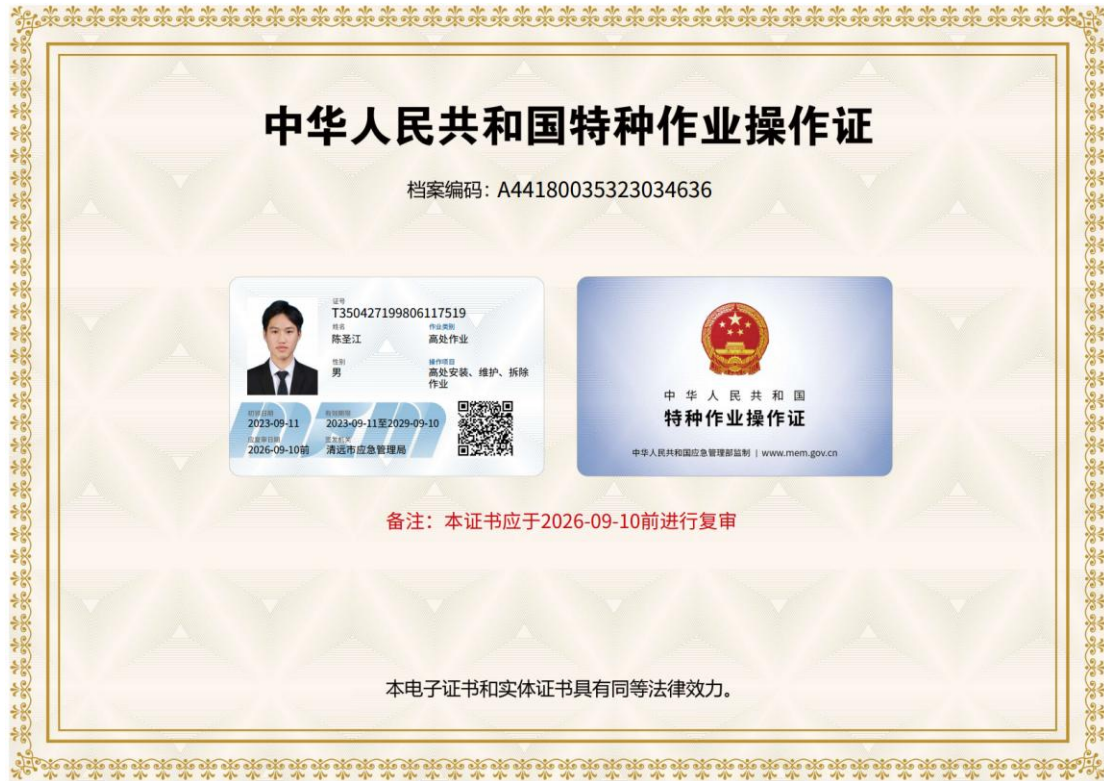 中华人民共和国特种作业操作证
档案编码：A44180035323034636
证号
T350427199806117519
姓名
陈圣江
作业类别
高处作业
性别
男
操作项目
高处安装、维护、拆除
作业
初领日期
2023-09-11
有效期限
2023-09-11至2029-09-10
应复审日期
2026-09-10前
签发机关
清远市应急管理局
MEM
中华人民共和国
特种作业操作证
中华人民共和国应急管理部监制 | www.mem.gov.cn
备注：本证书应于2026-09-10前进行复审
本电子证书和实体证书具有同等法律效力。